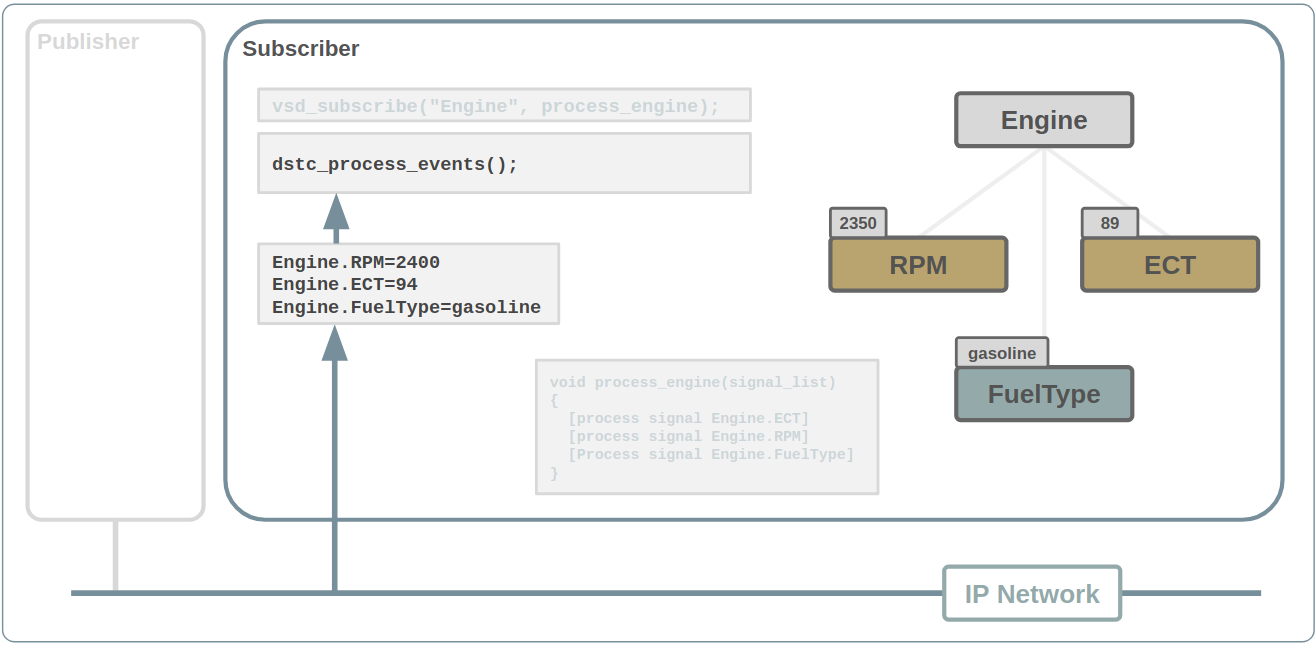 Publisher
Subscriber
vsd_subscribe("Engine", process_engine);
dstc_process_events();
Engine.RPM=2400
Engine.ECT=94
Engine.FuelType=gasoline
void process_engine(signal_list)
{
  [process signal Engine.ECT]
  [process signal Engine.RPM]
  [Process signal Engine.FuelType]
}
Engine
2350
RPM
89
ECT
gasoline
FuelType
IP Network